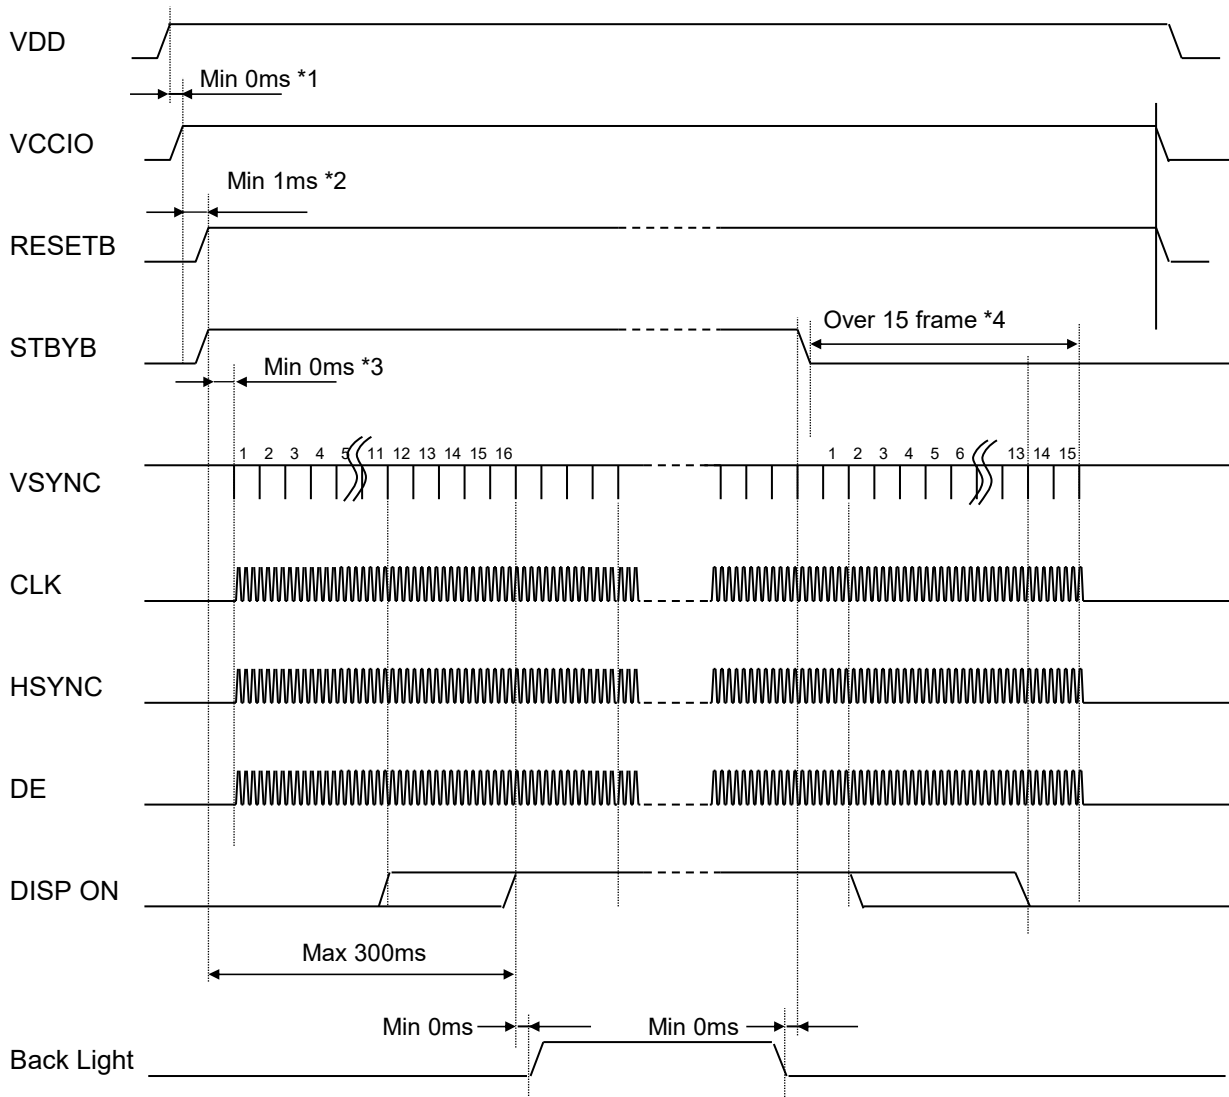 VDD
Min 0ms *1
VCCIO
Min 1ms *2
RESETB
Over 15 frame *4
STBYB
Min 0ms *3
1 2 3 4 5 11 12 13 14 15 16 1 2 3 4 5 6 13 14 15
VSYNC
CLK
HSYNC
DE
DISP ON
Max 300ms
Min 0ms Min 0ms
Back Light